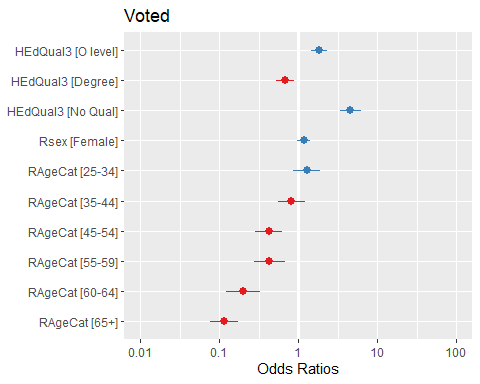 Voted
HEdQual3 [O level]
HEdQual3 [Degree]
HEdQual3 [No Qual]
Rsex [Female]
RAgeCat [25-34]
RAgeCat [35-44]
RAgeCat [45-54]
RAgeCat [55-59]
RAgeCat [60-64]
RAgeCat [65+]
0.01 0.1 1 10 100
Odds Ratios